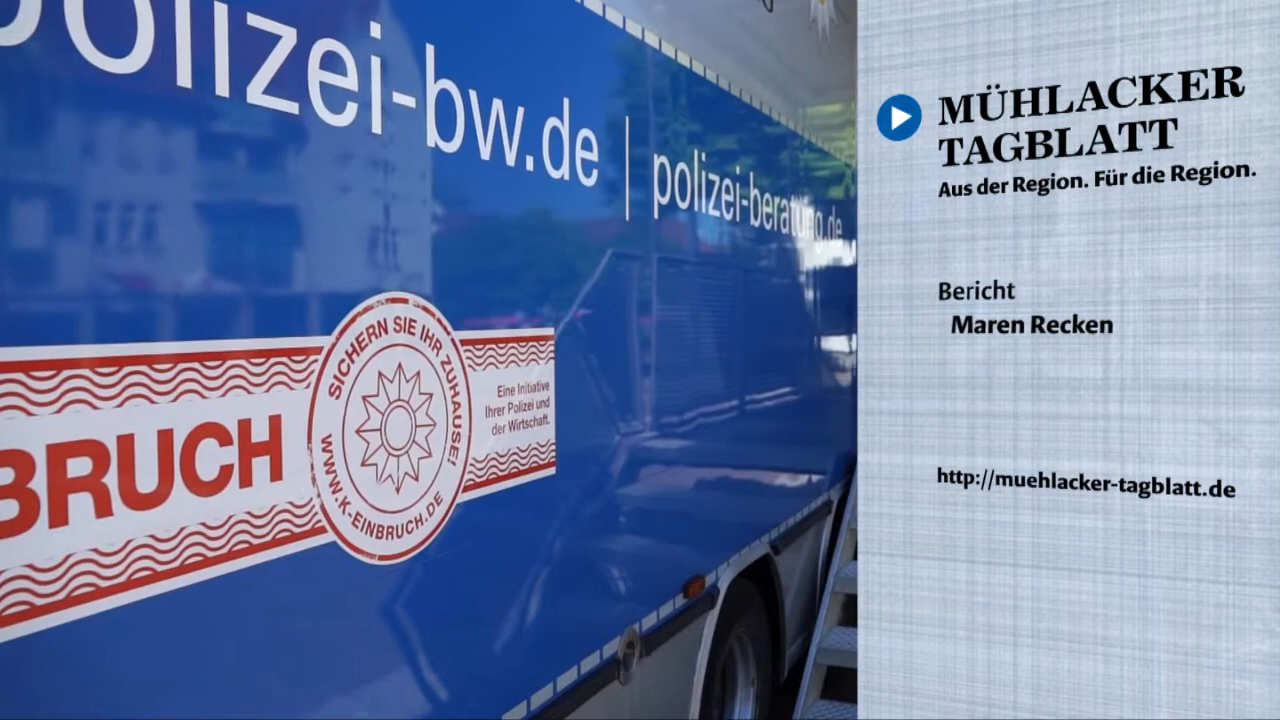 polizei-bw.de | polizei-beratung.de
BRUCH
SICHERN SIE IHR ZUHAUSE!
WWW.K-EINBRUCH.DE
Eine Initiative
Ihrer Polizei und
der Wirtschaft.
MÜHLACKER
TAGBLATT
Aus der Region. Für die Region.
Bericht
Maren Recken
http://muehlacker-tagblatt.de